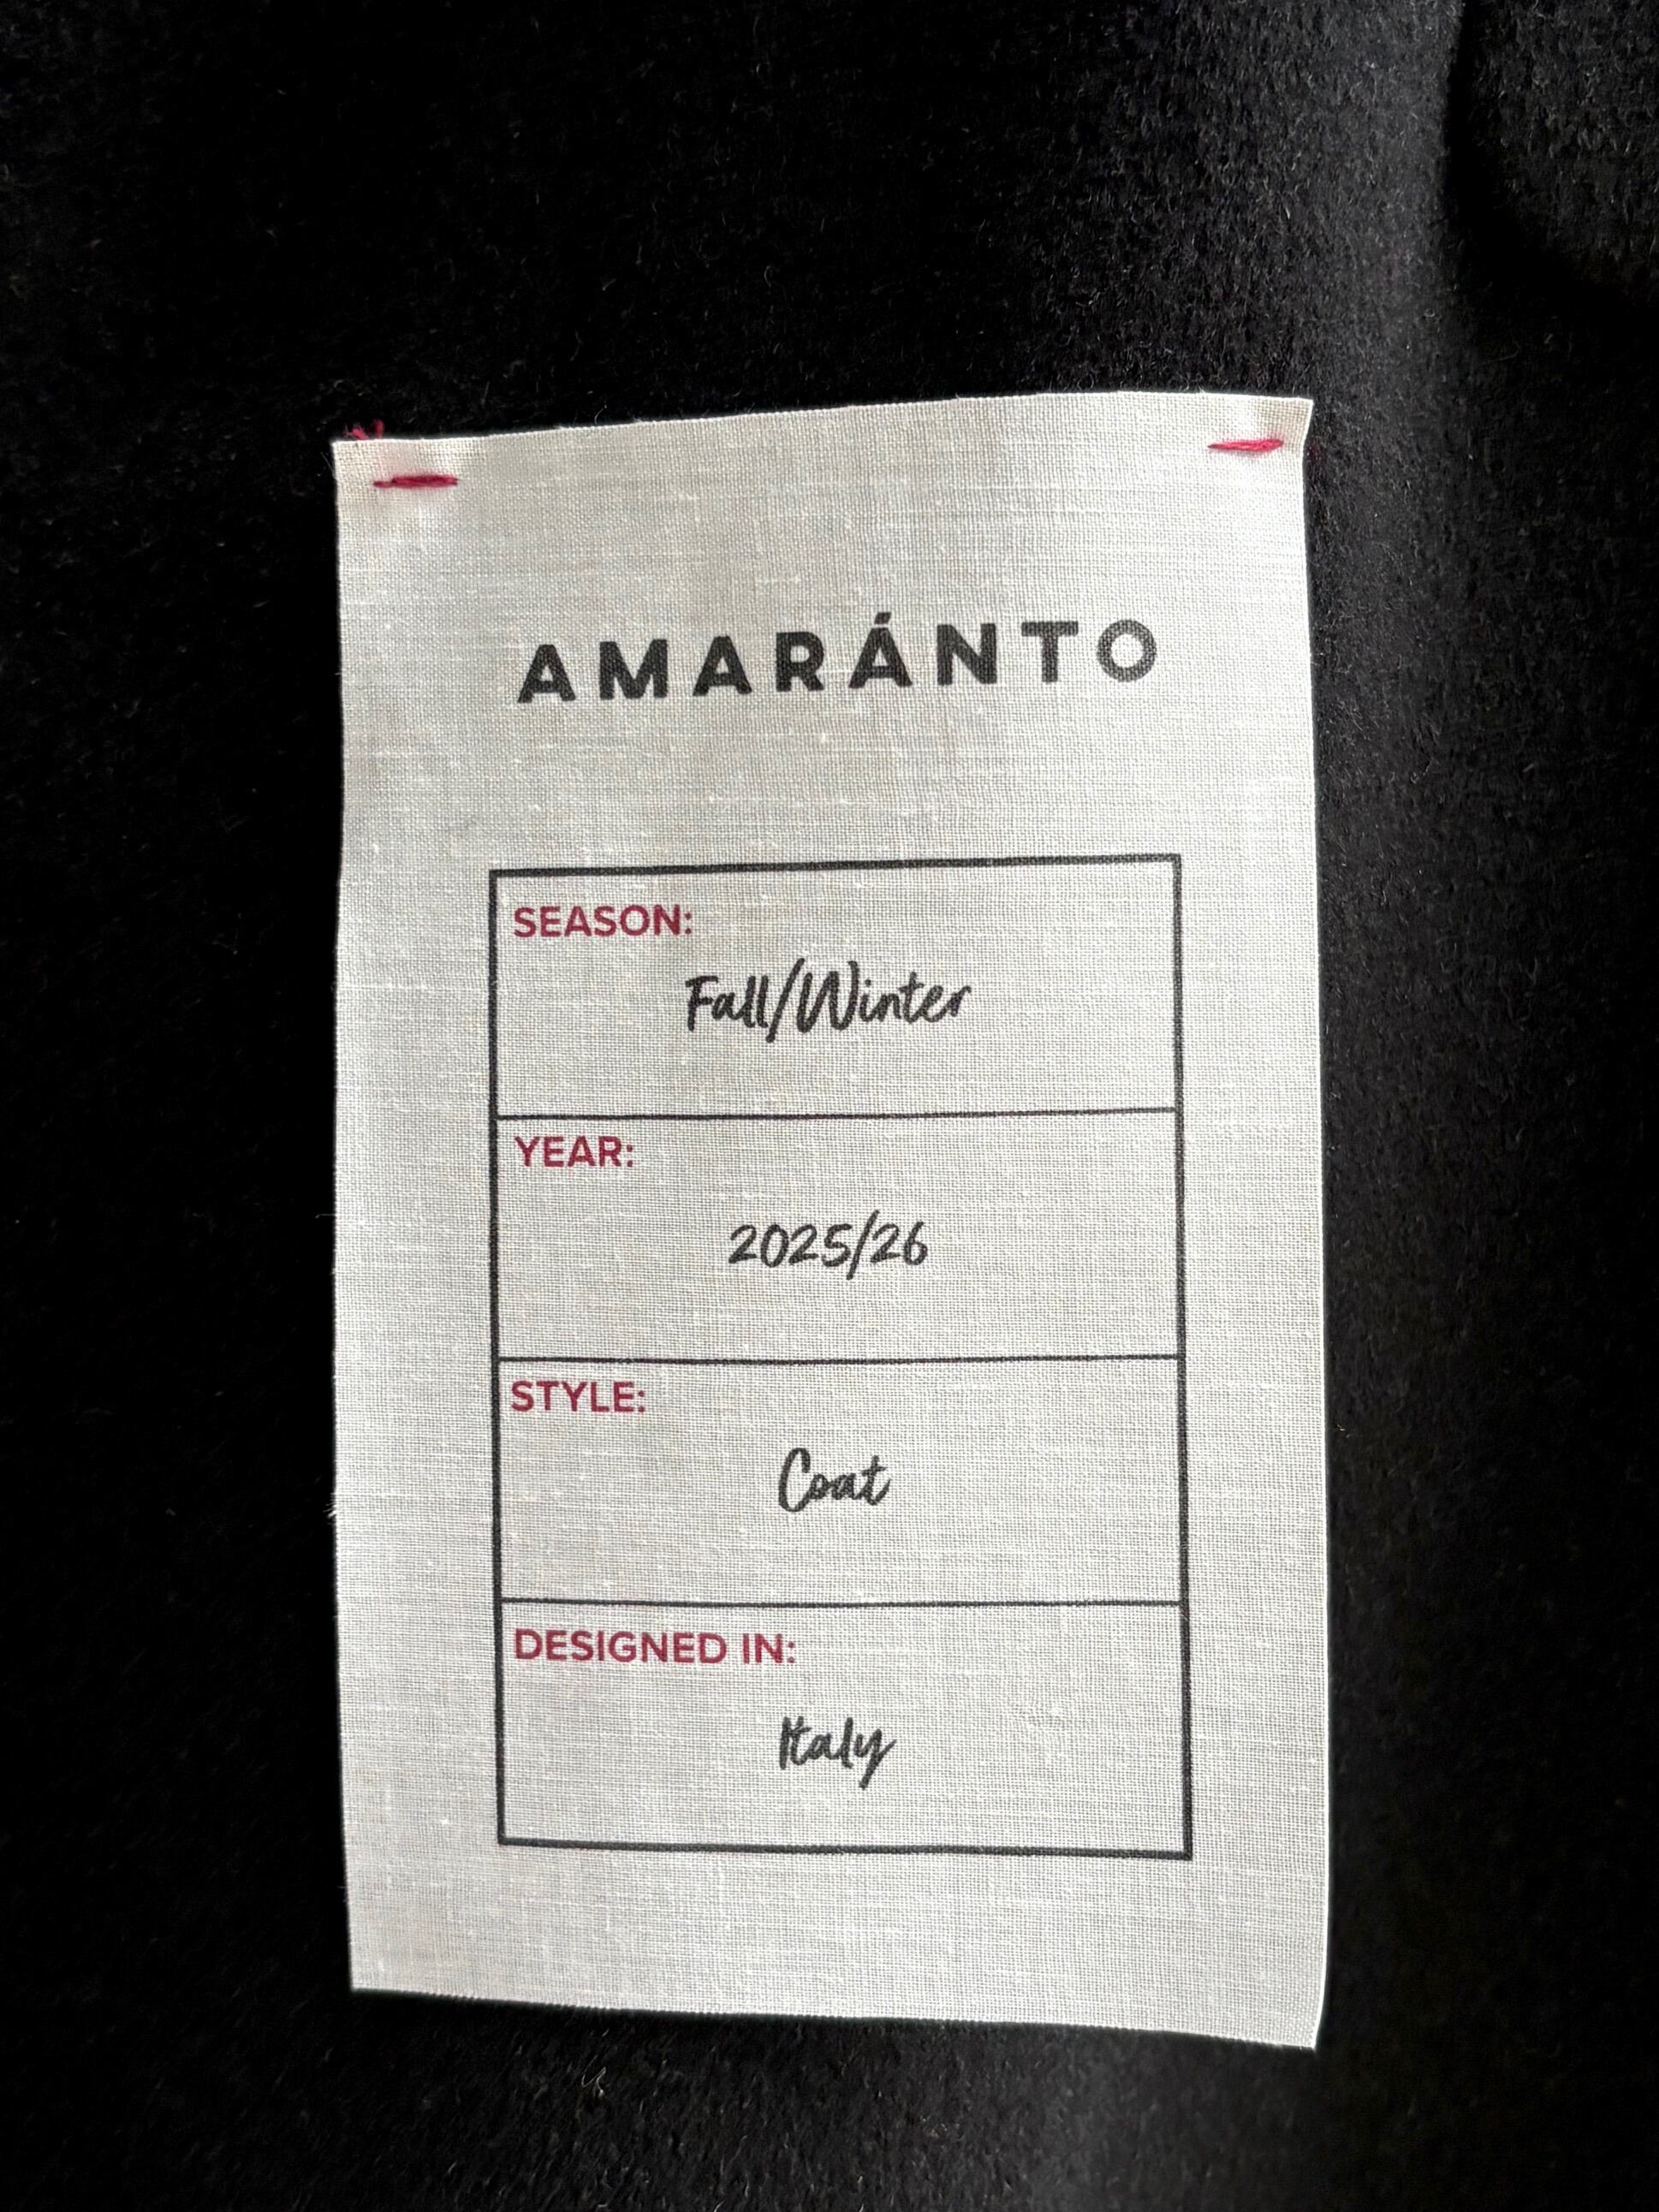 AMARÁNTO
SEASON:
Fall/Winter
YEAR:
2025/26
STYLE:
Coat
DESIGNED IN:
Italy